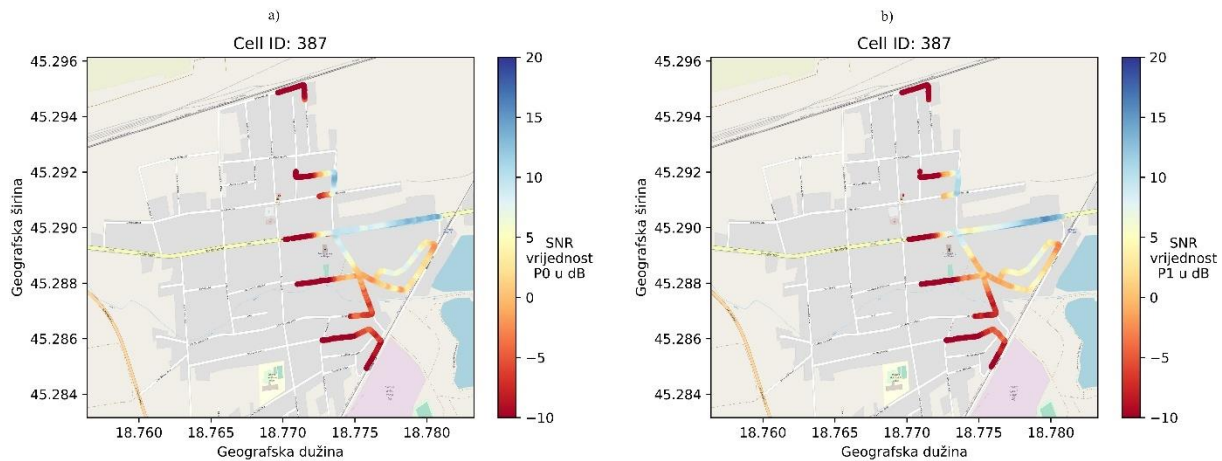 a)
Cell ID: 387
45.296
45.294
45.292
45.290
45.288
45.286
45.284
Geografska širina
18.760
18.765
18.770
18.775
18.780
Geografska dužina
20
15
10
5
0
−5
−10
SNR
vrijednost
P0 u dB
b)
Cell ID: 387
45.296
45.294
45.292
45.290
45.288
45.286
45.284
Geografska širina
18.760
18.765
18.770
18.775
18.780
Geografska dužina
20
15
10
5
0
−5
−10
SNR
vrijednost
P1 u dB